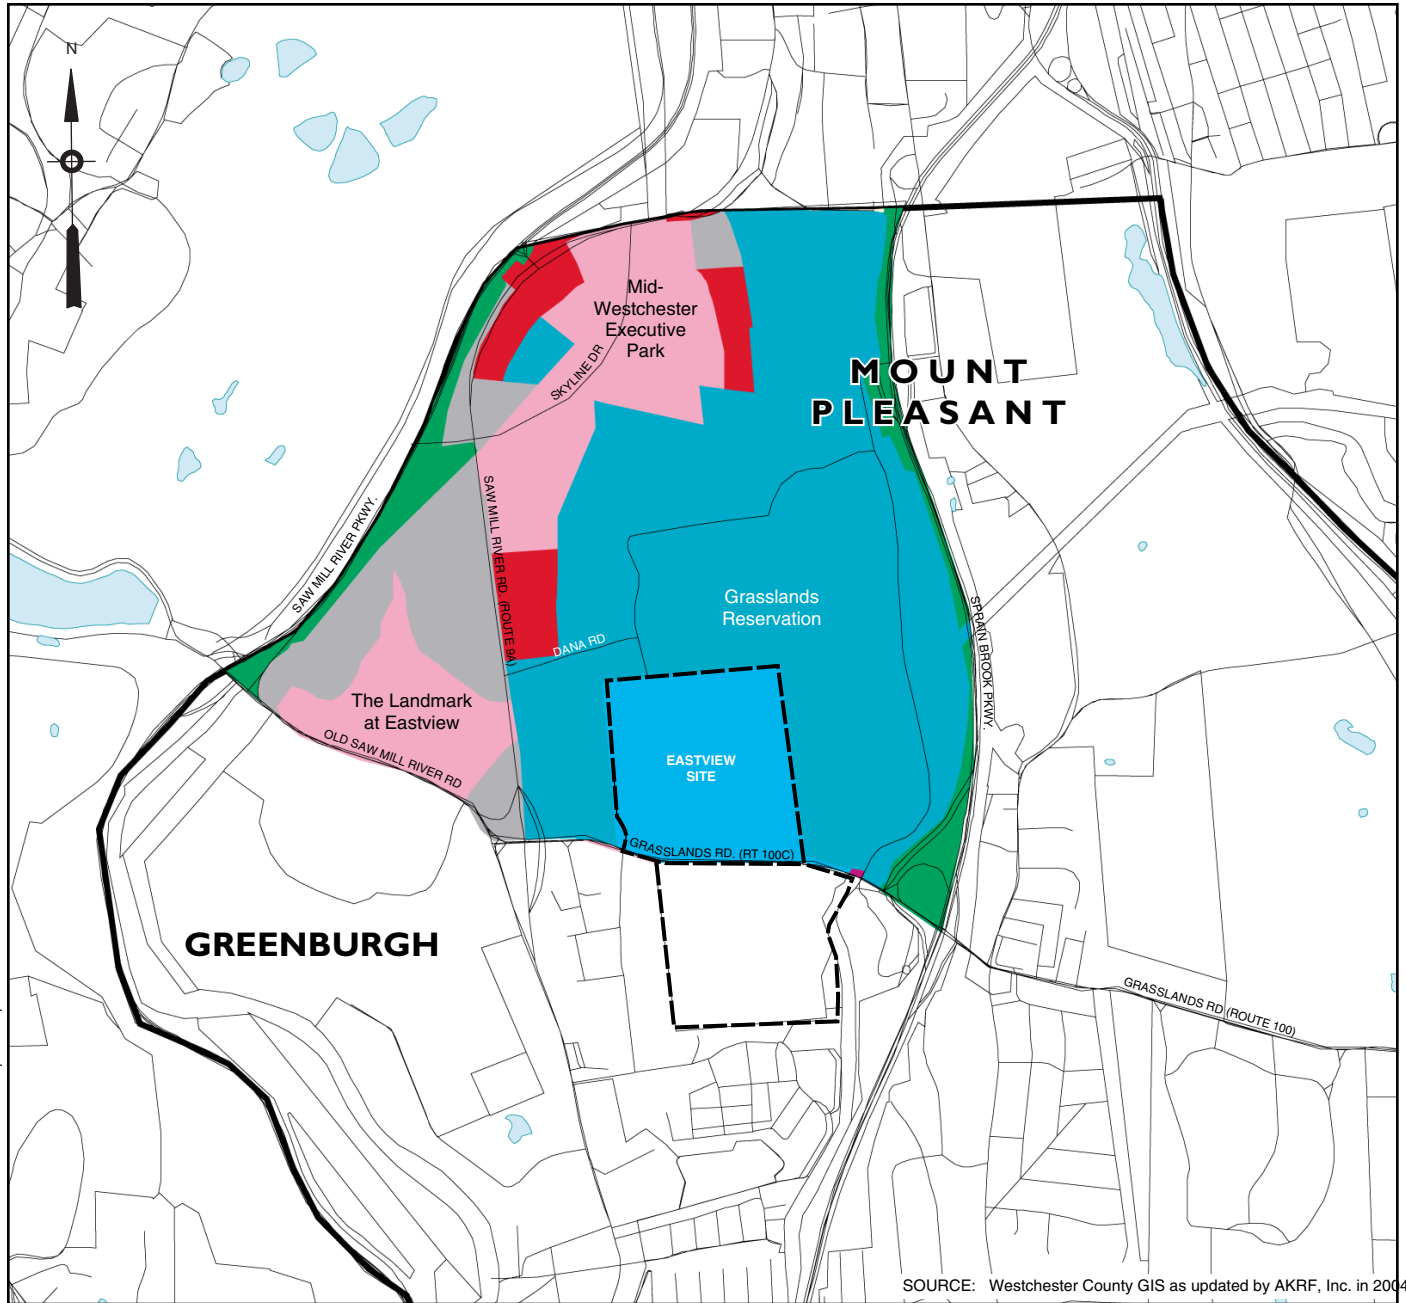 N
Mid-
Westchester
Executive
Park
SKYLINE DR
MOUNT
PLEASANT
SAW MILL RIVER PKWY.
SAW MILL RIVER RD. (ROUTE 9A)
Grasslands
Reservation
SPRAIN BROOK PKWY.
DANA RD
The Landmark
at Eastview
OLD SAW MILL RIVER RD
EASTVIEW
SITE
GRASSLANDS RD. (RT 100C)
GREENBURGH
GRASSLANDS RD (ROUTE 100)
SOURCE: Westchester County GIS as updated by AKRF, Inc. in 2004